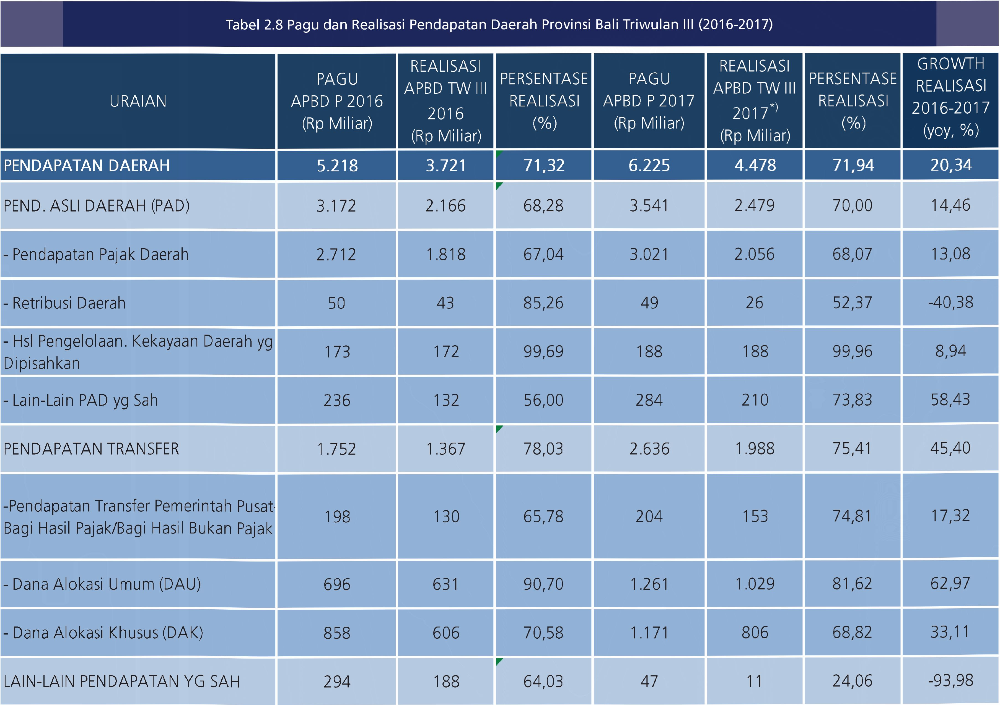 Tabel 2.8 Pagu dan Realisasi Pendapatan Daerah Provinsi Bali Triwulan III (2016-2017)
URAIAN
PAGU
APBD P 2016
(Rp Miliar)
REALISASI
APBD TW III
2016
(Rp Miliar)
PERSENTASE
REALISASI
(%)
PAGU
APBD P 2017
(Rp Miliar)
REALISASI
APBD TW III
2017*)
(Rp Miliar)
PERSENTASE
REALISASI
(%)
GROWTH
REALISASI
2016-2017
(yoy, %)
PENDAPATAN DAERAH 5.218 3.721 71,32 6.225 4.478 71,94 20,34
PEND. ASLI DAERAH (PAD) 3.172 2.166 68,28 3.541 2.479 70,00 14,46
- Pendapatan Pajak Daerah 2.712 1.818 67,04 3.021 2.056 68,07 13,08
- Retribusi Daerah 50 43 85,26 49 26 52,37 -40,38
- Hsl Pengelolaan. Kekayaan Daerah yg
Dipisahkan
173 172 99,69 188 188 99,96 8,94
- Lain-Lain PAD yg Sah 236 132 56,00 284 210 73,83 58,43
PENDAPATAN TRANSFER 1.752 1.367 78,03 2.636 1.988 75,41 45,40
-Pendapatan Transfer Pemerintah Pusat-
Bagi Hasil Pajak/Bagi Hasil Bukan Pajak
198 130 65,78 204 153 74,81 17,32
- Dana Alokasi Umum (DAU) 696 631 90,70 1.261 1.029 81,62 62,97
- Dana Alokasi Khusus (DAK) 858 606 70,58 1.171 806 68,82 33,11
LAIN-LAIN PENDAPATAN YG SAH 294 188 64,03 47 11 24,06 -93,98